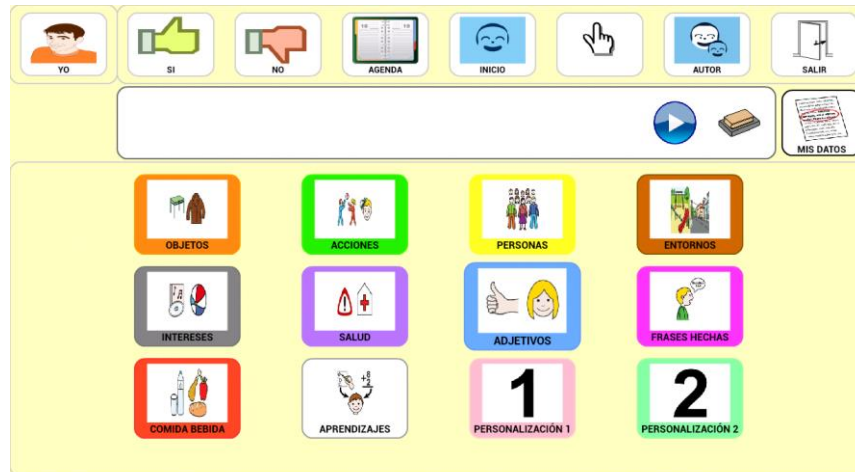 YO
SI
NO
AGENDA
INICIO
AUTOR
SALIR
MIS DATOS
OBJETOS
ACCIONES
PERSONAS
ENTORNOS
INTERESES
SALUD
ADJETIVOS
FRASES HECHAS
COMIDA BEBIDA
APRENDIZAJES
1
PERSONALIZACIÓN 1
2
PERSONALIZACIÓN 2